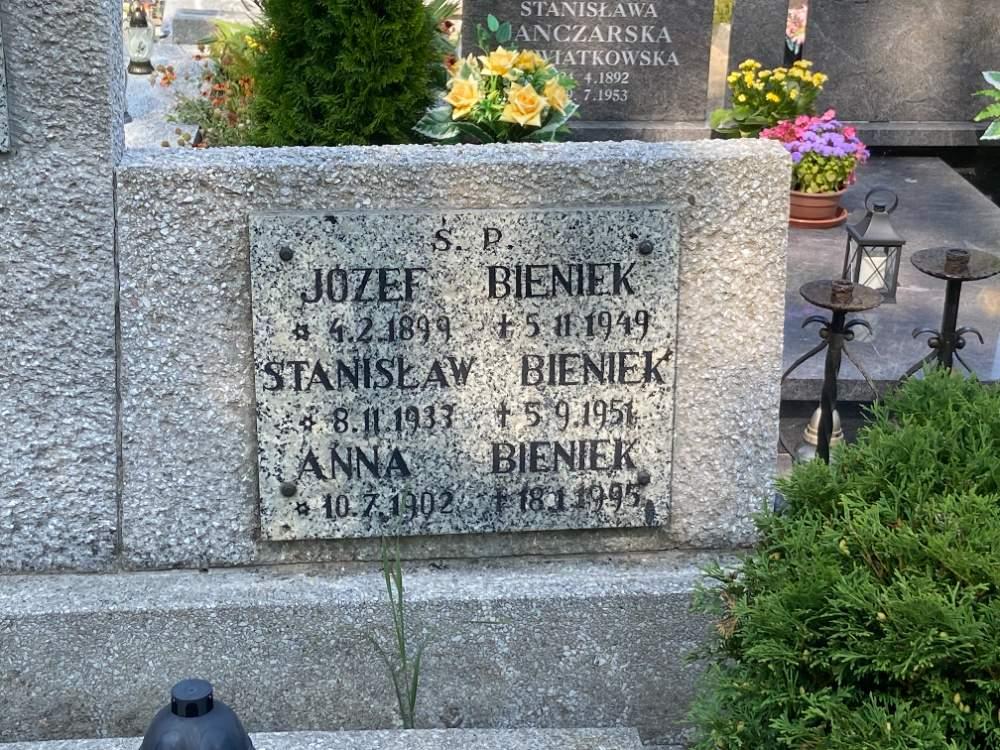 STANISŁAWA
ANCZARSKA
WIATKOWSKA
4.1892
7.1953
Ś. P.
JÓZEF BIENIEK
¤ 4.2.1899 ✝ 5.11.1949
STANISŁAW BIENIEK
¤ 8.11.1933 ✝ 5.9.1951
ANNA BIENIEK
¤ 10.7.1902 ✝ 18.1.1995